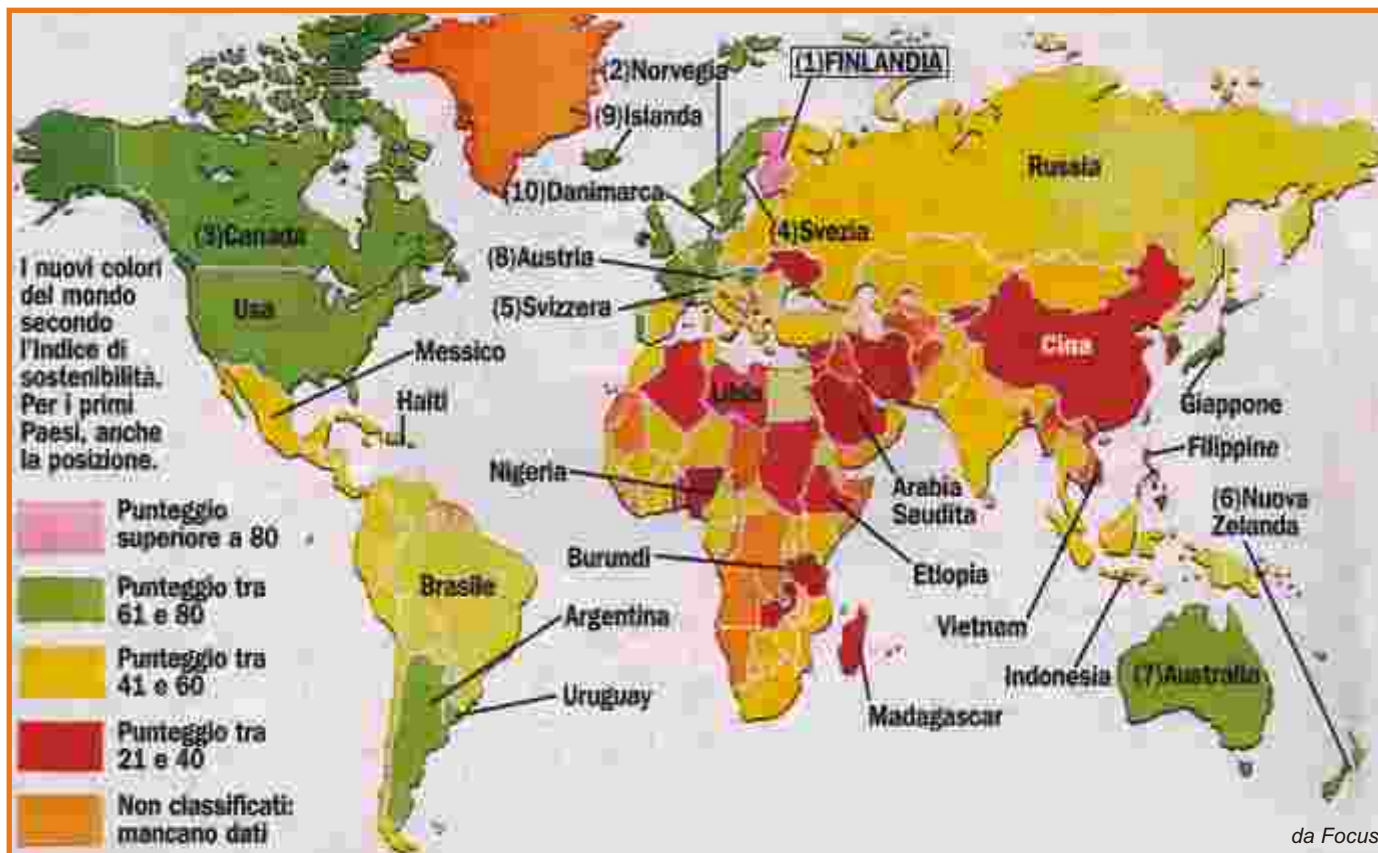 (1)FINLANDIA
(2)Norvegia
(9)Islanda
(10)Danimarca
(4)Svezia
Russia
(3)Canada
(8)Austria
(5)Svizzera
Usa
I nuovi colori
del mondo
secondo
l'Indice di
sostenibilità.
Per i primi
Paesi, anche
la posizione.
Messico
Haiti
Libia
Cina
Giappone
Filippine
Nigeria
Arabia
Saudita
(6)Nuova
Zelanda
Burundi
Etiopia
Brasile
Argentina
Vietnam
Indonesia
(7)Australia
Uruguay
Madagascar
Punteggio
superiore a 80
Punteggio tra
61 e 80
Punteggio tra
41 e 60
Punteggio tra
21 e 40
Non classificati:
mancano dati
da Focus